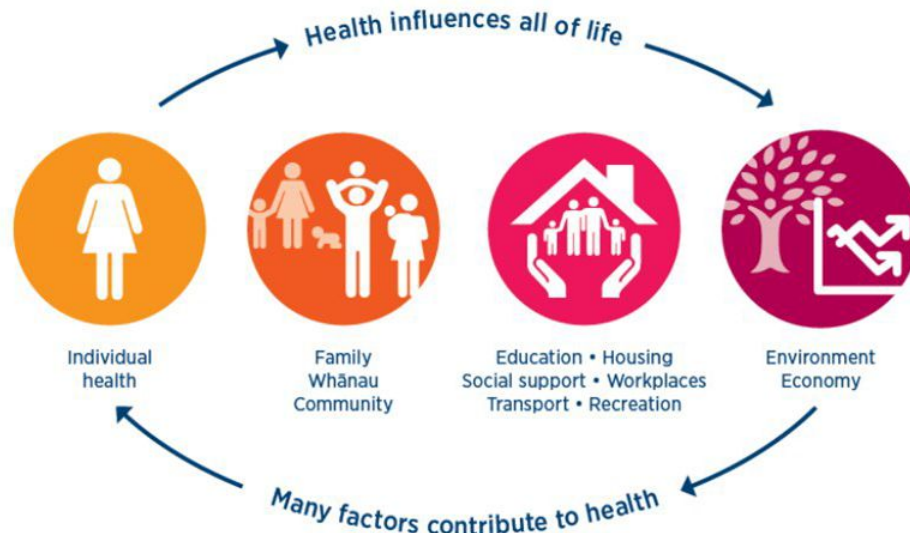 Health influences all of life
Individual
health
Family
Whānau
Community
Education • Housing
Social support • Workplaces
Transport • Recreation
Environment
Economy
Many factors contribute to health